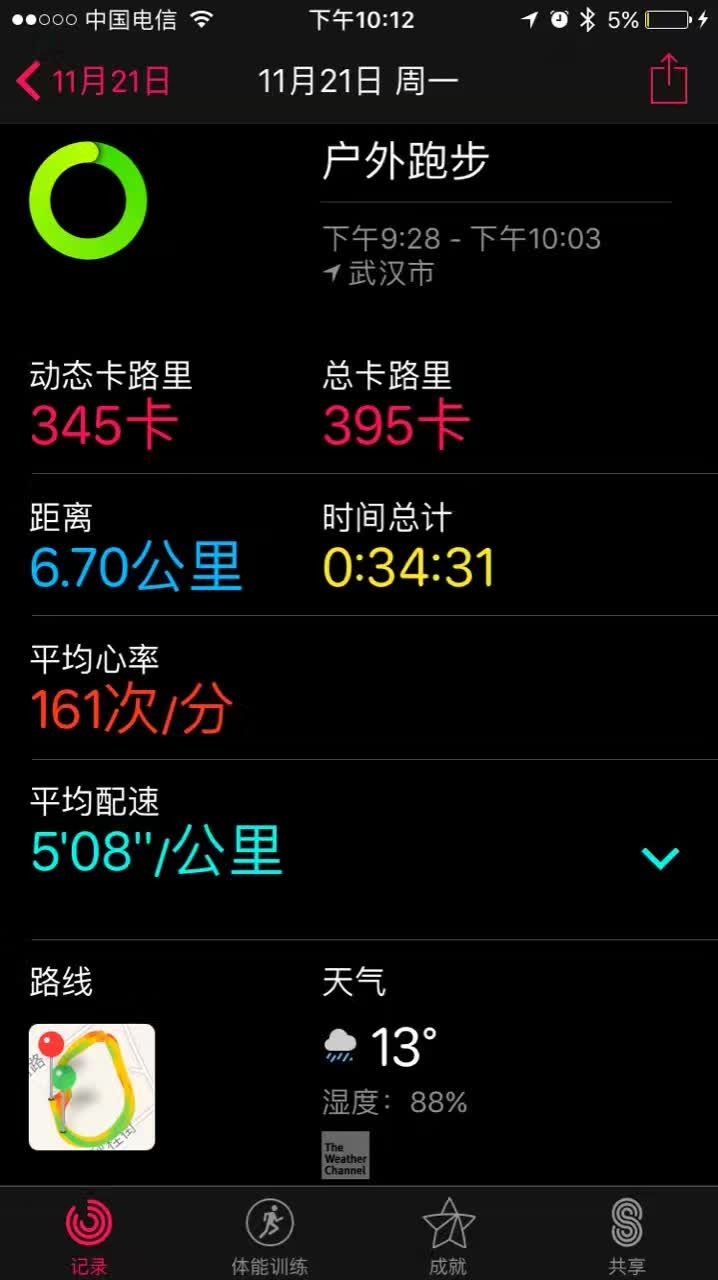 中国电信 下午10:12 5%
11月21日 11月21日 周一
户外跑步
下午9:28 - 下午10:03
武汉市
动态卡路里 总卡路里
345卡 395卡
距离 时间总计
6.70公里 0:34:31
平均心率
161次/分
平均配速
5'08"/公里
路线 天气
13°
湿度：88%
The
Weather
Channel
路
记录 体能训练 成就 共享